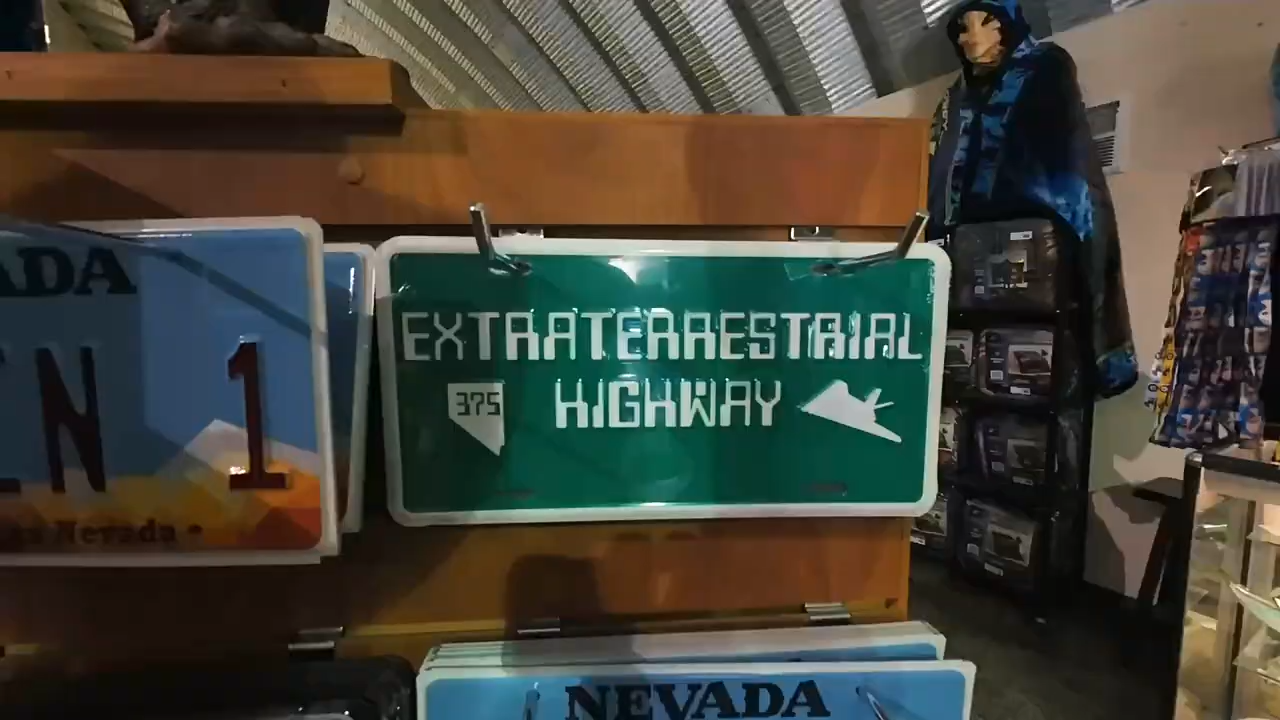 ADA
N 1
Nevada •
EXTRATERRESTRIAL
375 HIGHWAY
NEVADA